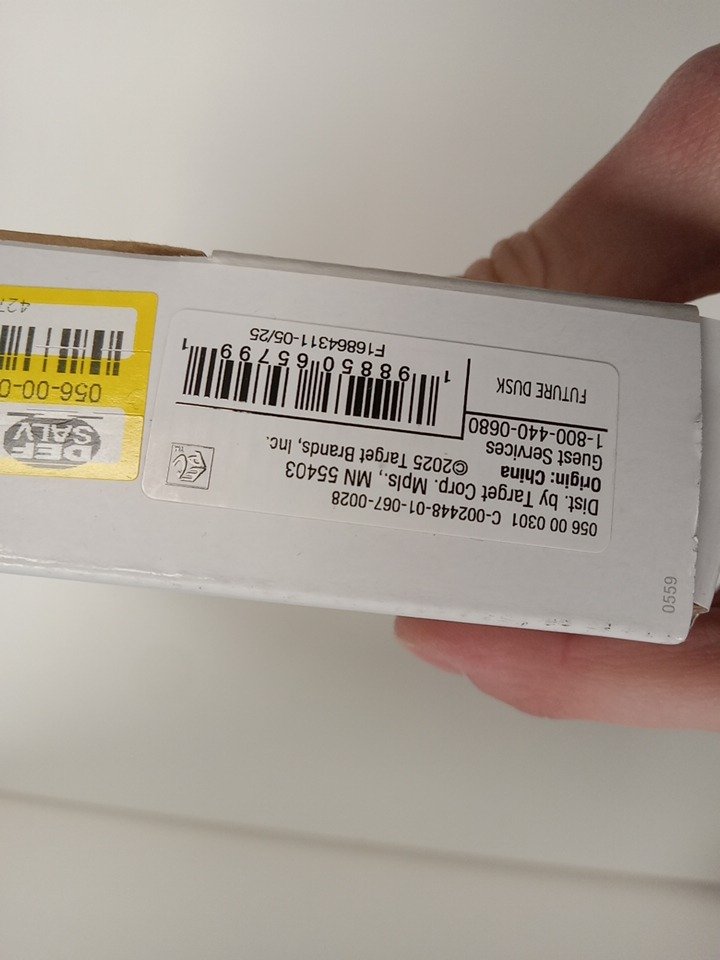 056 00 0301 C-002448-01-067-0028
Dist. by Target Corp. Mpls., MN 55403
Origin: China
©2025 Target Brands, Inc.
Guest Services
1-800-440-0680
FUTURE DUSK
1 98850 65799 1
F16864311-05/25
DEF
SALV
056-00-0
427
0559